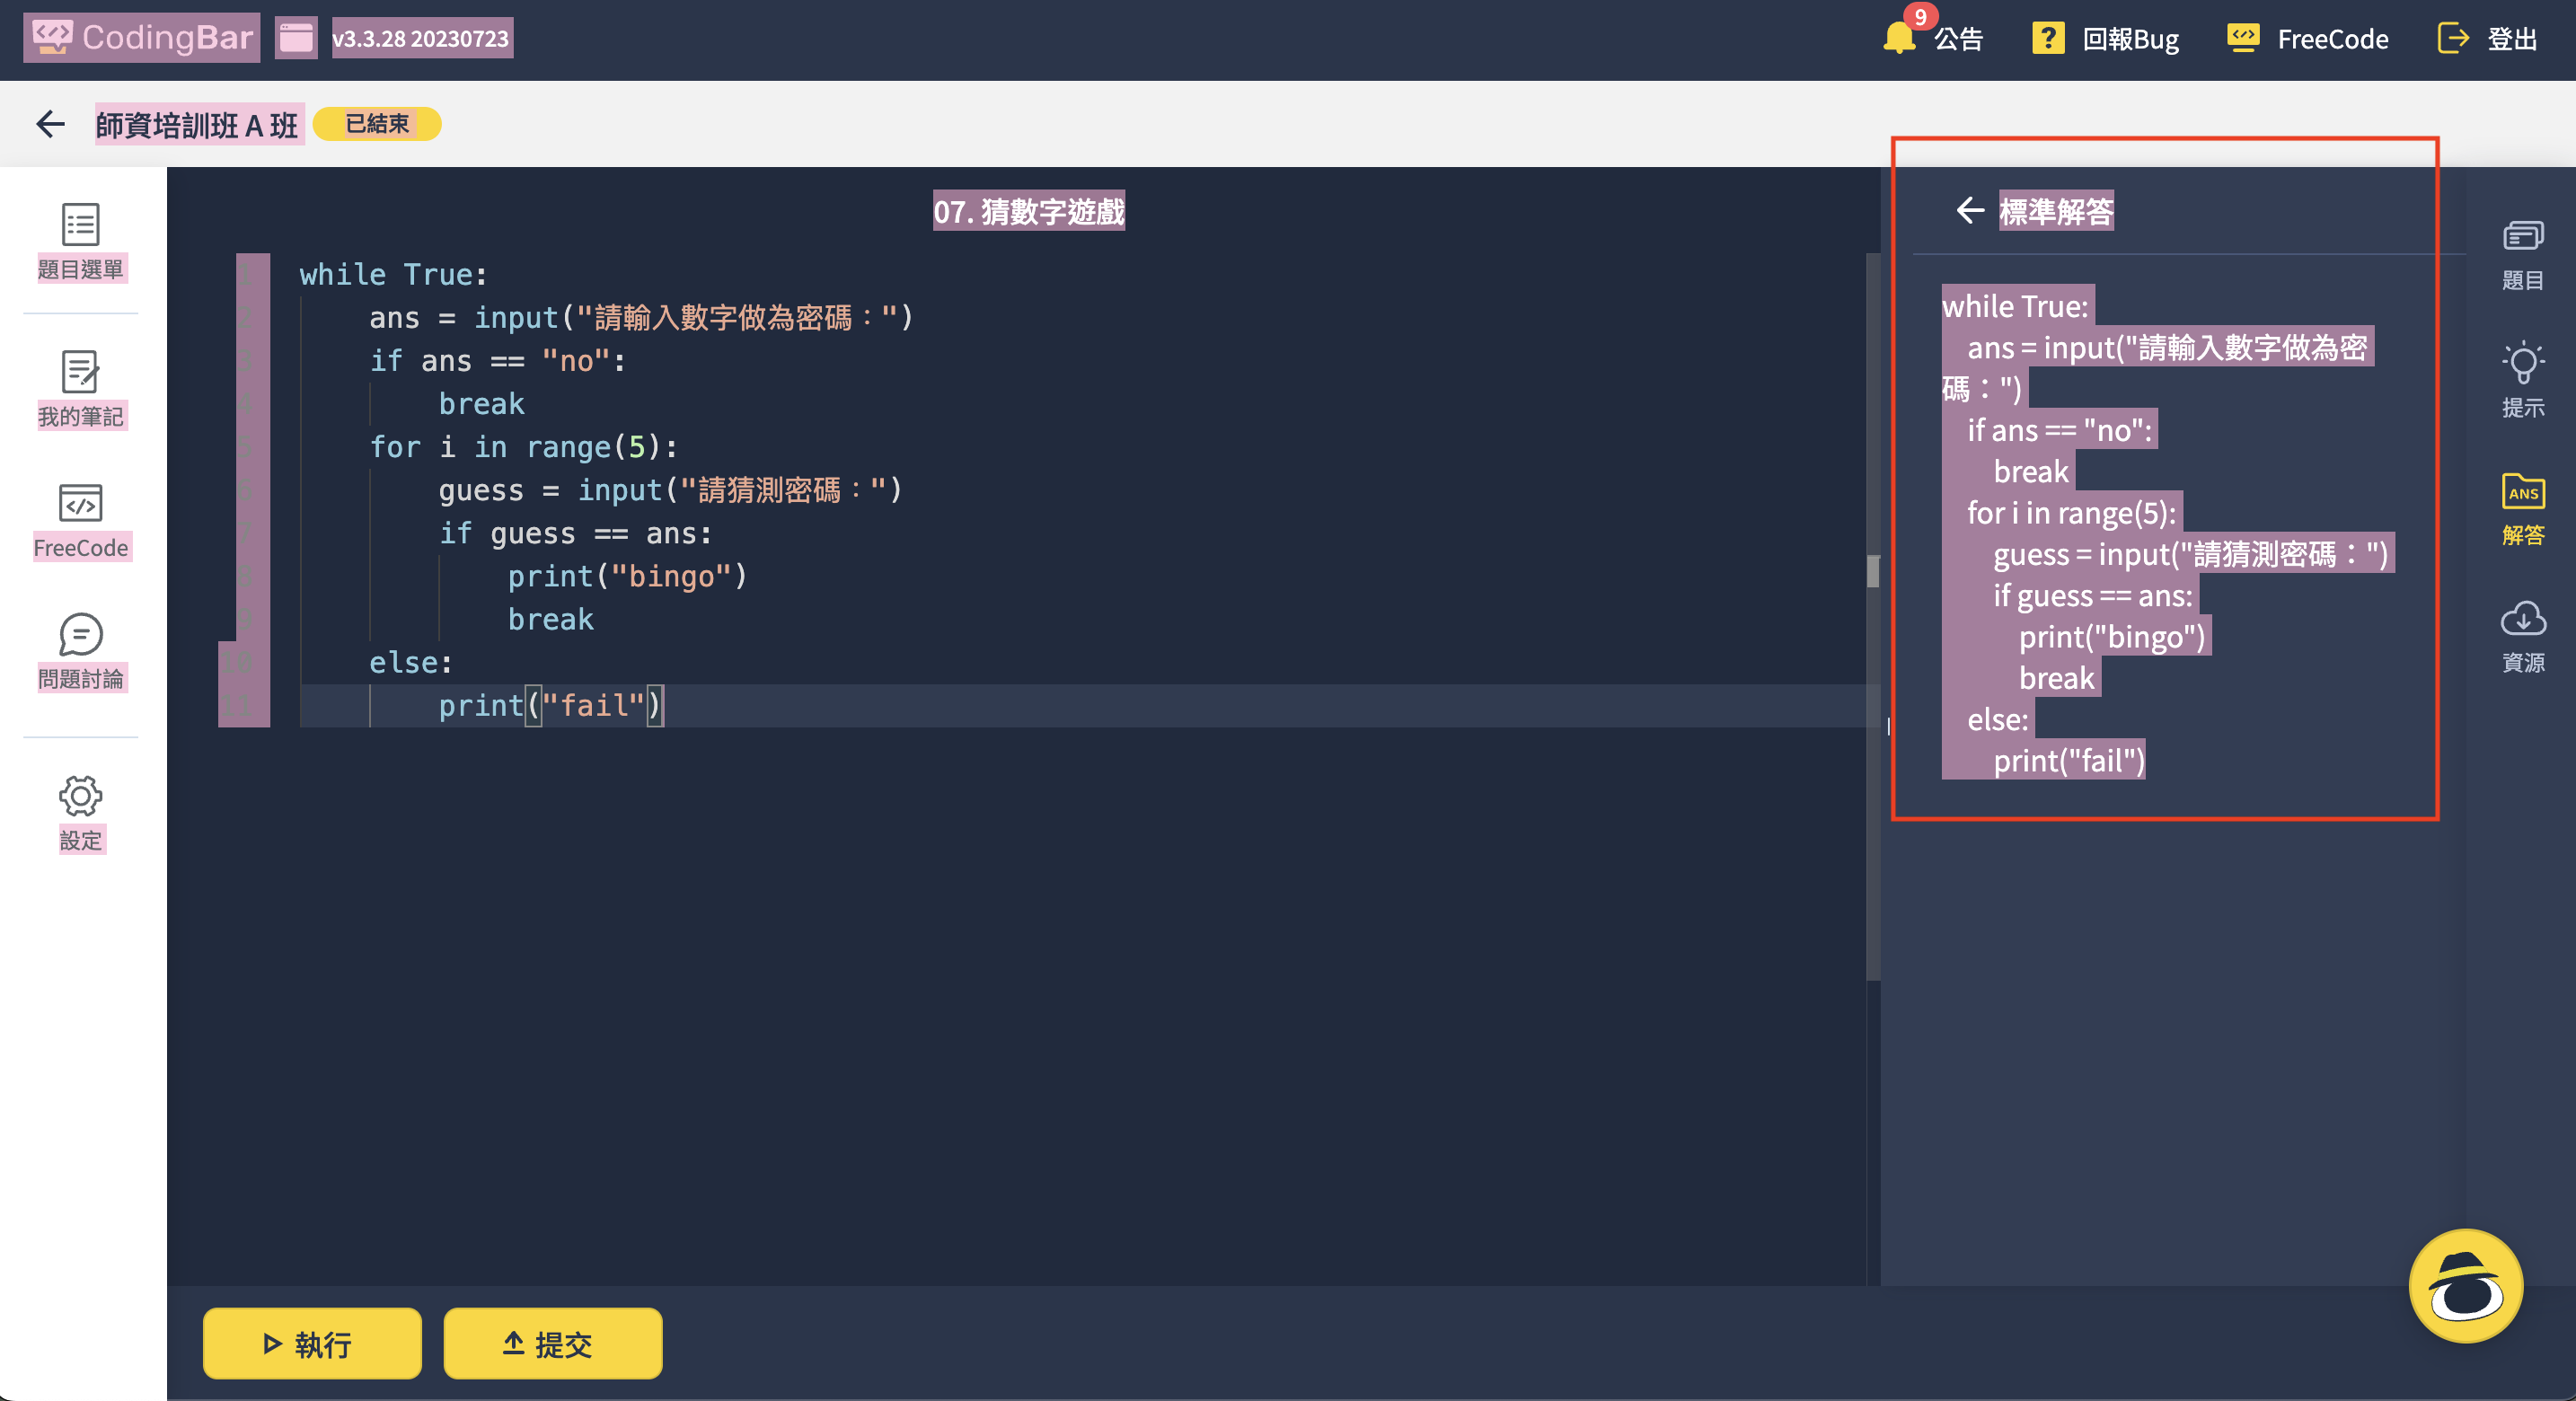 CodingBar
v3.3.28 20230723
9
公告
回報Bug
FreeCode
登出
師資培訓班 A 班
已結束
題目選單
我的筆記
FreeCode
問題討論
設定
07. 猜數字遊戲
1 while True:
2     ans = input("請輸入數字做為密碼：")
3     if ans == "no":
4         break
5     for i in range(5):
6         guess = input("請猜測密碼：")
7         if guess == ans:
8             print("bingo")
9             break
10     else:
11         print("fail")
執行
提交
標準解答
while True:
    ans = input("請輸入數字做為密
碼：")
    if ans == "no":
        break
    for i in range(5):
        guess = input("請猜測密碼：")
        if guess == ans:
            print("bingo")
            break
    else:
        print("fail")
題目
提示
ANS
解答
資源